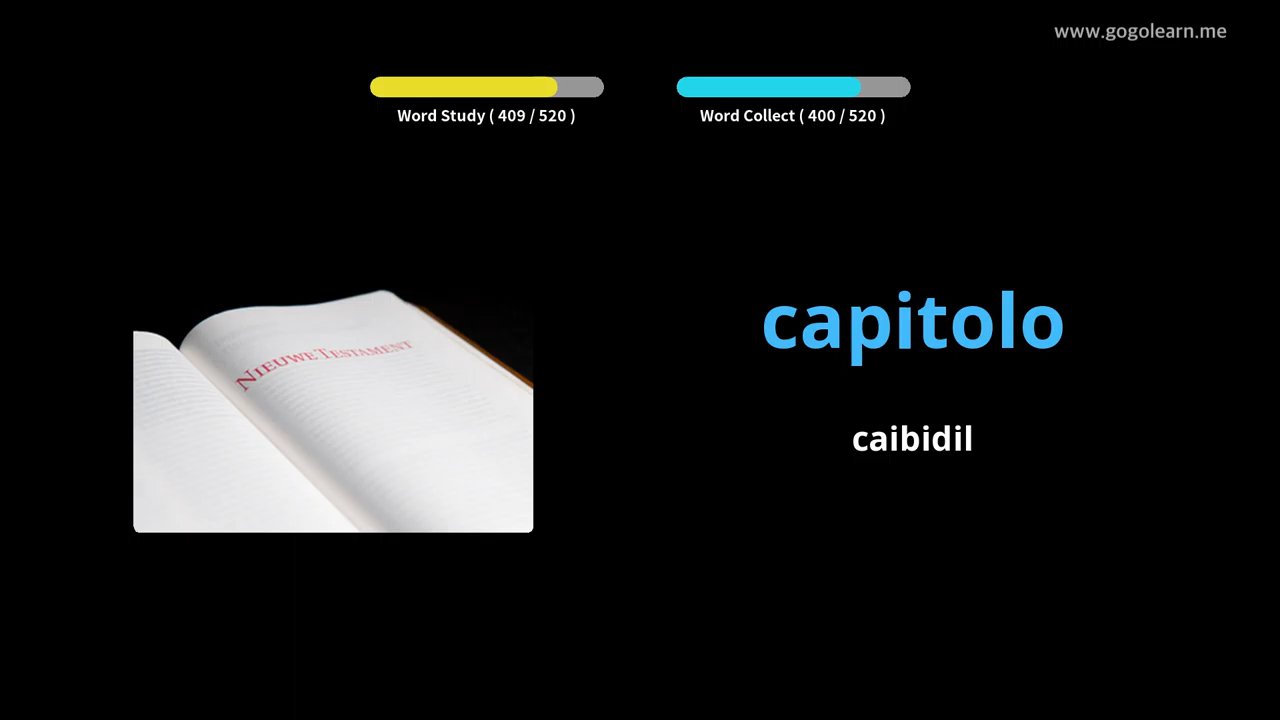 www.gogolearn.me
Word Study ( 409 / 520 )
Word Collect ( 400 / 520 )
NIEUWE TESTAMENT
capitolo
caibidil